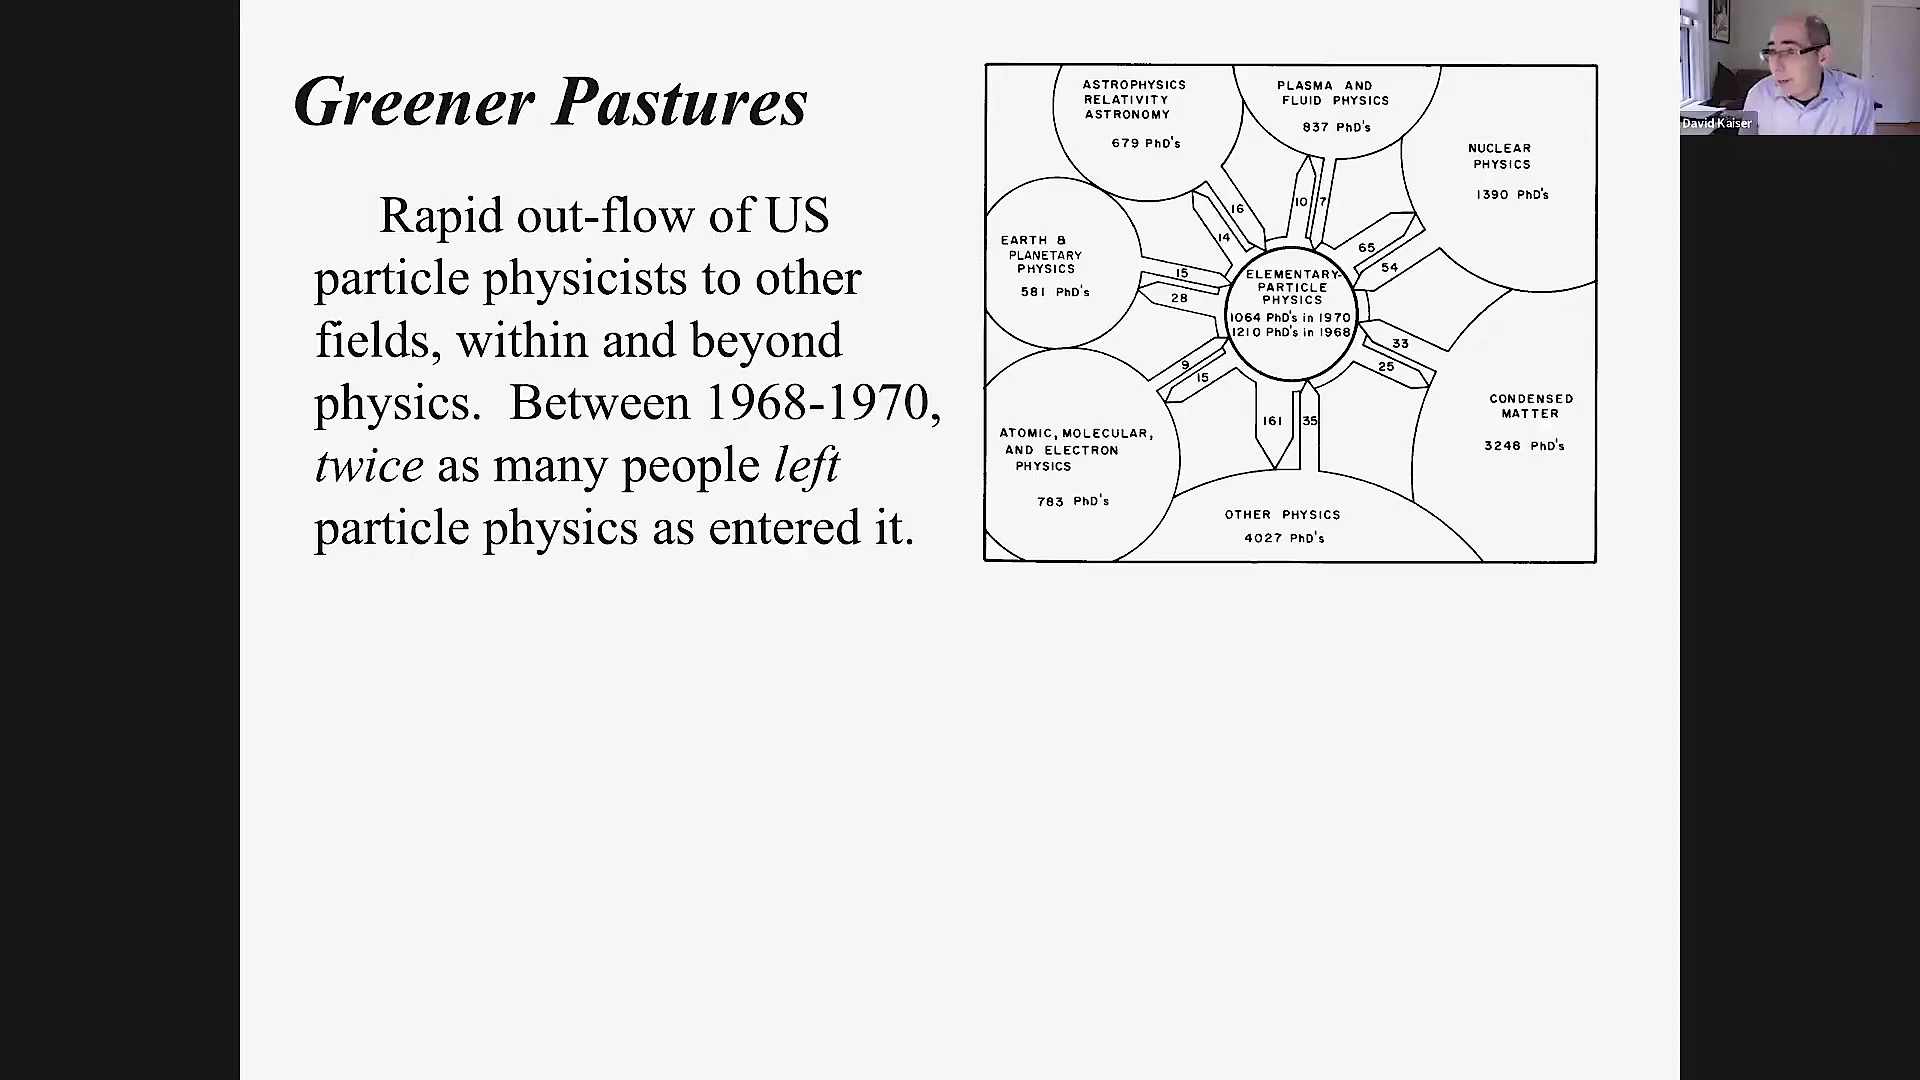 Greener Pastures
Rapid out-flow of US
particle physicists to other
fields, within and beyond
physics.  Between 1968-1970,
twice as many people left
particle physics as entered it.
ASTROPHYSICS
RELATIVITY
ASTRONOMY
679 PhD's
PLASMA AND
FLUID PHYSICS
837 PhD's
NUCLEAR
PHYSICS
1390 PhD's
EARTH &
PLANETARY
PHYSICS
581 PhD's
16
14
10
7
65
54
15
28
ELEMENTARY-
PARTICLE
PHYSICS
1064 PhD's in 1970
1210 PhD's in 1968
33
25
9
15
161
35
CONDENSED
MATTER
3248 PhD's
ATOMIC, MOLECULAR,
AND ELECTRON
PHYSICS
783 PhD's
OTHER PHYSICS
4027 PhD's
David Kaiser